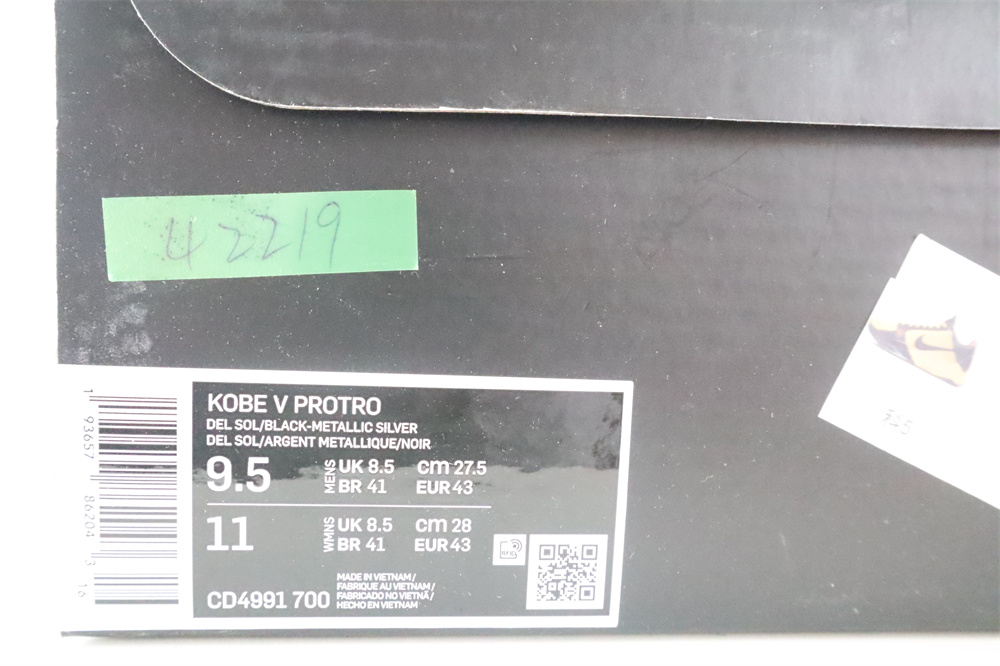 42219
KOBE V PROTRO
DEL SOL/BLACK-METALLIC SILVER
DEL SOL/ARGENT METALLIQUE/NOIR
9.5 MENS UK 8.5 cm 27.5
BR 41 EUR 43
11 WMNS UK 8.5 cm 28
BR 41 EUR 43
CD4991 700
MADE IN VIETNAM/
FABRIQUE AU VIETNAM/
FABRICADO NO VIETNÃ/
HECHO EN VIETNAM
RFID
1 93657 86204 3